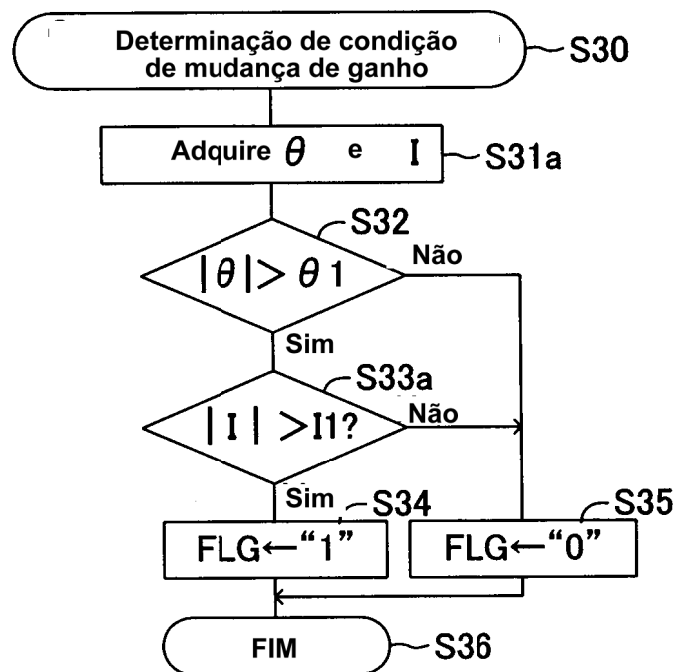 Determinação de condição
de mudança de ganho
S30
Adquire θ e I
S31a
S32
|θ| > θ1
Não
Sim
S33a
|I| > I1?
Não
Sim
S34
FLG←“1”
S35
FLG←“0”
FIM
S36